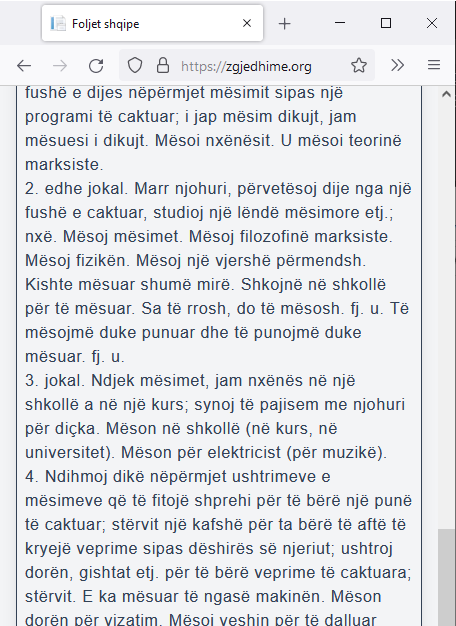 Foljet shqipe
https://zgjedhime.org
fushë e dijes nëpërmjet mësimit sipas një
programi të caktuar; i jap mësim dikujt, jam
mësuesi i dikujt. Mësoi nxënësit. U mësoi teorinë
marksiste.
2. edhe jokal. Marr njohuri, përvetësoj dije nga një
fushë e caktuar, studioj një lëndë mësimore etj.;
nxë. Mësoj mësimet. Mësoj filozofinë marksiste.
Mësoj fizikën. Mësoj një vjershë përmendsh.
Kishte mësuar shumë mirë. Shkojnë në shkollë
për të mësuar. Sa të rrosh, do të mësosh. fj. u. Të
mësojmë duke punuar dhe të punojmë duke
mësuar. fj. u.
3. jokal. Ndjek mësimet, jam nxënës në një
shkollë a në një kurs; synoj të pajisem me njohuri
për diçka. Mëson në shkollë (në kurs, në
universitet). Mëson për elektricist (për muzikë).
4. Ndihmoj dikë nëpërmjet ushtrimeve e
mësimeve që të fitojë shprehi për të bërë një punë
të caktuar; stërvit një kafshë për ta bërë të aftë të
kryejë veprime sipas dëshirës së njeriut; ushtroj
dorën, gishtat etj. për të bërë veprime të caktuara;
stërvit. E ka mësuar të ngasë makinën. Mëson
dorën për vizatim. Mësoj veshin për të dalluar